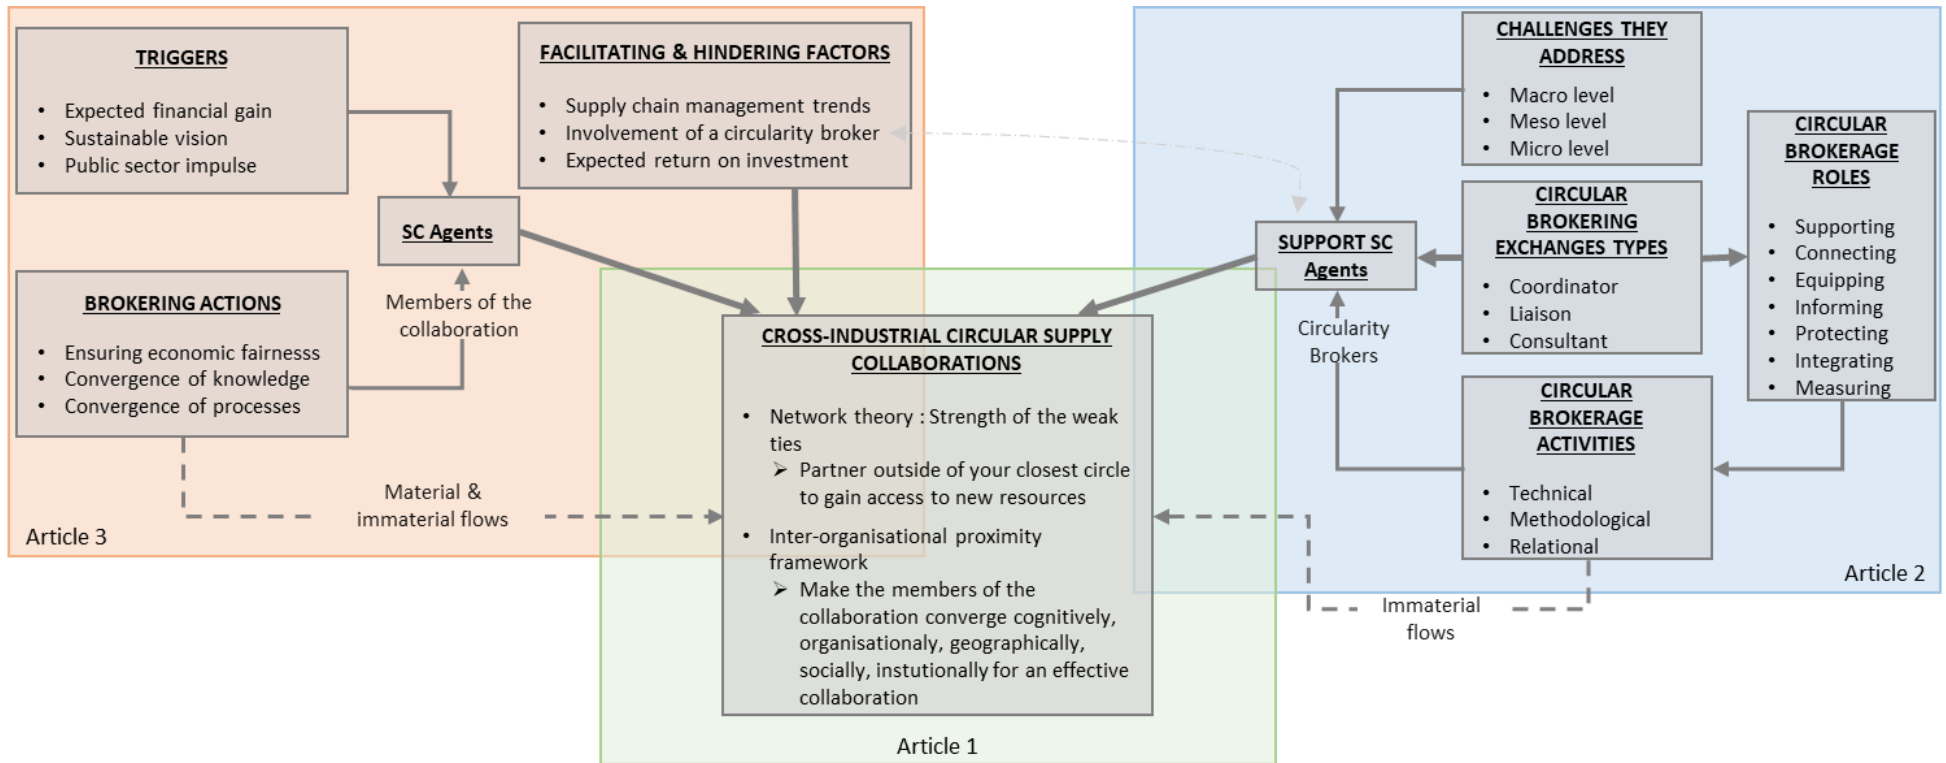 TRIGGERS
• Expected financial gain
• Sustainable vision
• Public sector impulse
FACILITATING & HINDERING FACTORS
• Supply chain management trends
• Involvement of a circularity broker
• Expected return on investment
SC Agents
BROKERING ACTIONS
• Ensuring economic fairnesss
• Convergence of knowledge
• Convergence of processes
Members of the
collaboration
Material &
immaterial flows
Article 3
CROSS-INDUSTRIAL CIRCULAR SUPPLY
COLLABORATIONS
• Network theory : Strength of the weak
ties
➢ Partner outside of your closest circle
to gain access to new resources
• Inter-organisational proximity
framework
➢ Make the members of the
collaboration converge cognitively,
organisationaly, geographically,
socially, instutionally for an effective
collaboration
Article 1
CHALLENGES THEY
ADDRESS
• Macro level
• Meso level
• Micro level
SUPPORT SC
Agents
Circularity
Brokers
CIRCULAR
BROKERING
EXCHANGES TYPES
• Coordinator
• Liaison
• Consultant
CIRCULAR
BROKERAGE
ROLES
• Supporting
• Connecting
• Equipping
• Informing
• Protecting
• Integrating
• Measuring
CIRCULAR
BROKERAGE
ACTIVITIES
• Technical
• Methodological
• Relational
Article 2
Immaterial
flows